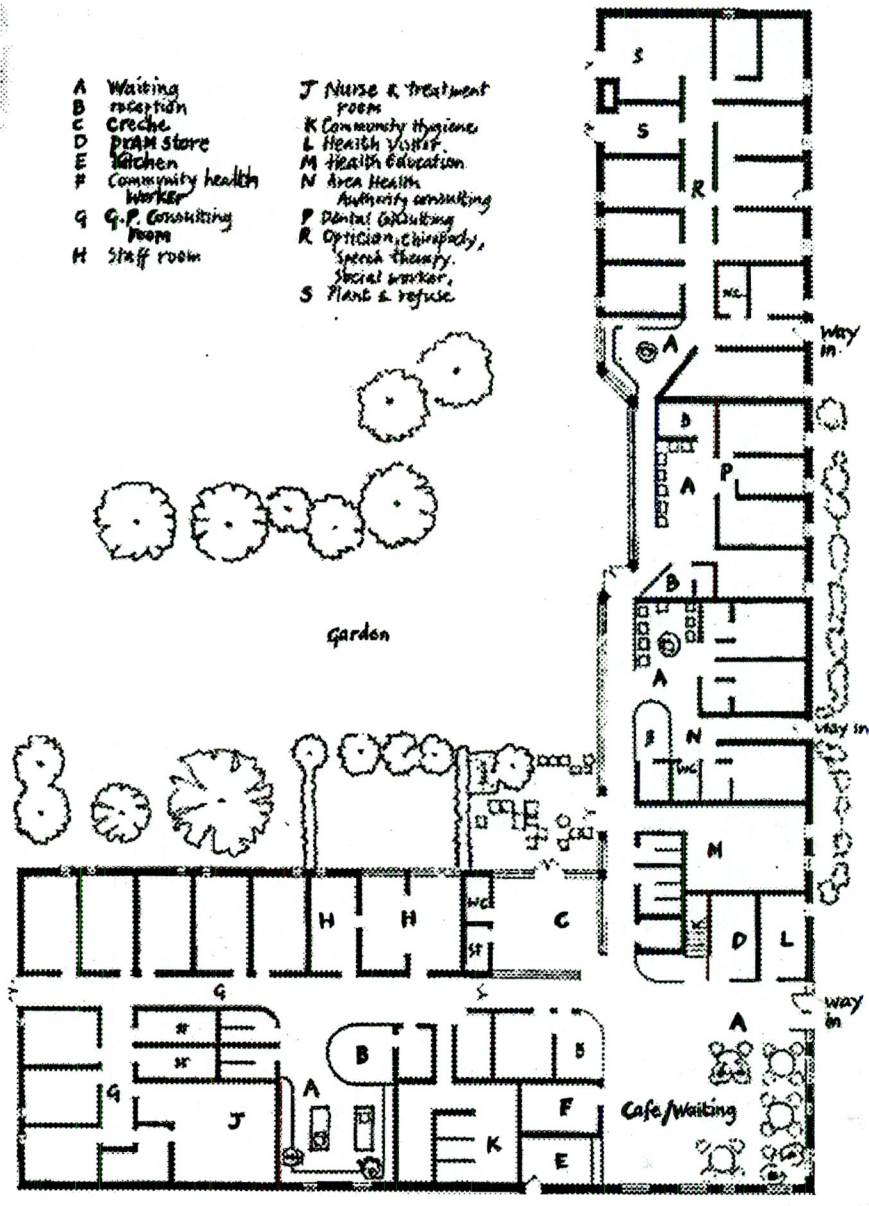 A Waiting
B reception
C Creche
D prAM store
E Kitchen
F Community health
Worker
G G.P. Consulting
room
H Staff room
J Nurse & treatment
room
K Community Hygiene
L Health Visitor
M Health Education
N Area Health
Authority consulting
P Dental Consulting
R Optician, chiropody,
speech therapy,
Social worker,
S Plant & refuse
S
S
R
WC
A
Way
in
B
A
P
B
Garden
A
Way in
B
N
WC
M
H
H
WC
ST
C
K
D
L
G
A
Way
in
ST
B
B
G
A
J
F
Cafe/Waiting
K
E